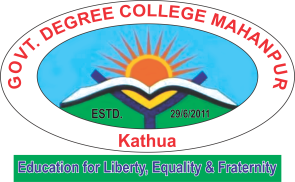 GOVT. DEGREE COLLEGE MAHANPUR
ESTD. 29/6/2011
Kathua
Education for Liberty, Equality & Fraternity